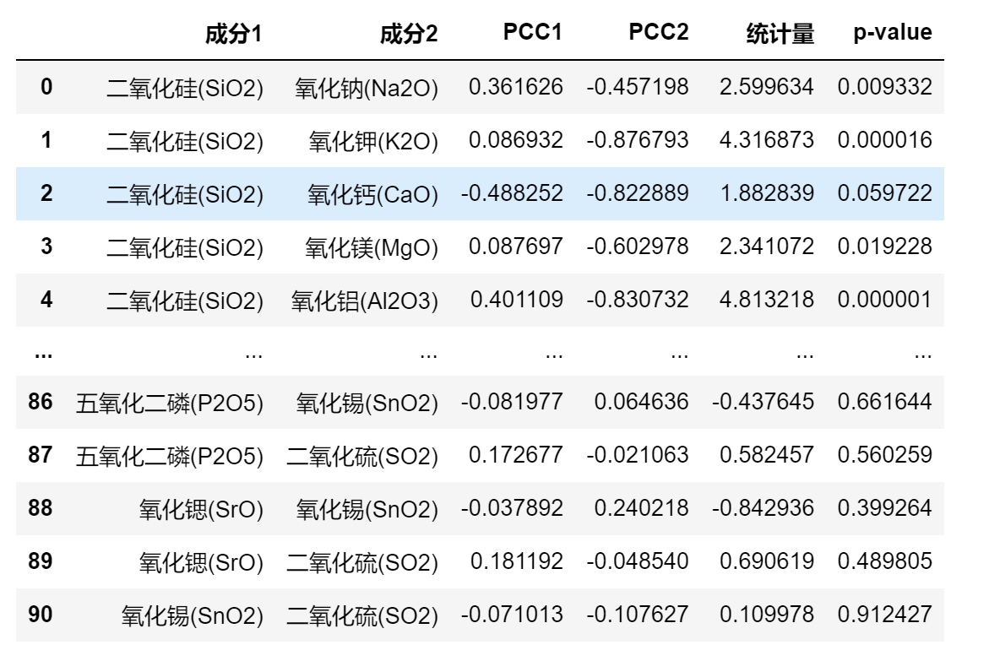 成分1 成分2 PCC1 PCC2 统计量 p-value
0 二氧化硅(SiO2) 氧化钠(Na2O) 0.361626 -0.457198 2.599634 0.009332
1 二氧化硅(SiO2) 氧化钾(K2O) 0.086932 -0.876793 4.316873 0.000016
2 二氧化硅(SiO2) 氧化钙(CaO) -0.488252 -0.822889 1.882839 0.059722
3 二氧化硅(SiO2) 氧化镁(MgO) 0.087697 -0.602978 2.341072 0.019228
4 二氧化硅(SiO2) 氧化铝(Al2O3) 0.401109 -0.830732 4.813218 0.000001
... ... ... ... ... ... ...
86 五氧化二磷(P2O5) 氧化锡(SnO2) -0.081977 0.064636 -0.437645 0.661644
87 五氧化二磷(P2O5) 二氧化硫(SO2) 0.172677 -0.021063 0.582457 0.560259
88 氧化锶(SrO) 氧化锡(SnO2) -0.037892 0.240218 -0.842936 0.399264
89 氧化锶(SrO) 二氧化硫(SO2) 0.181192 -0.048540 0.690619 0.489805
90 氧化锡(SnO2) 二氧化硫(SO2) -0.071013 -0.107627 0.109978 0.912427